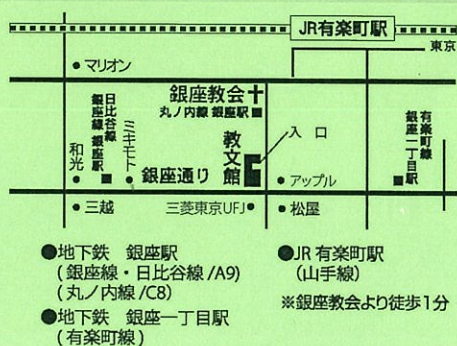 JR有楽町駅
東京
マリオン
銀座教会
丸ノ内線 銀座駅
日比谷線
銀座線 銀座駅
ミキモト
和光
教文館
入口
有楽町線
銀座一丁目駅
銀座通り
アップル
三越
三菱東京UFJ
松屋
●地下鉄 銀座駅
(銀座線・日比谷線/A9)
(丸ノ内線/C8)
●地下鉄 銀座一丁目駅
(有楽町線)
●JR 有楽町駅
(山手線)
※銀座教会より徒歩1分